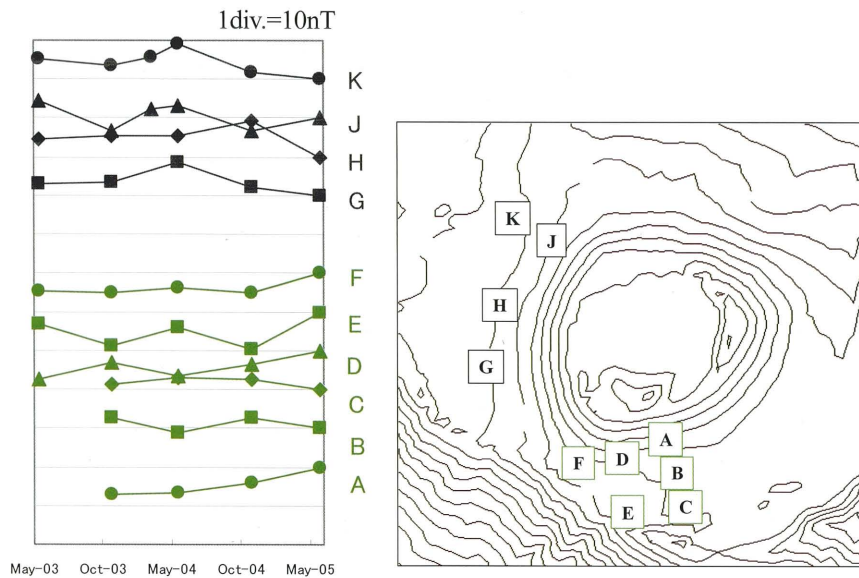 1div.=10nT
K
J
H
G
F
E
D
C
B
A
May-03 Oct-03 May-04 Oct-04 May-05
K
J
H
G
A
F D
B
E C